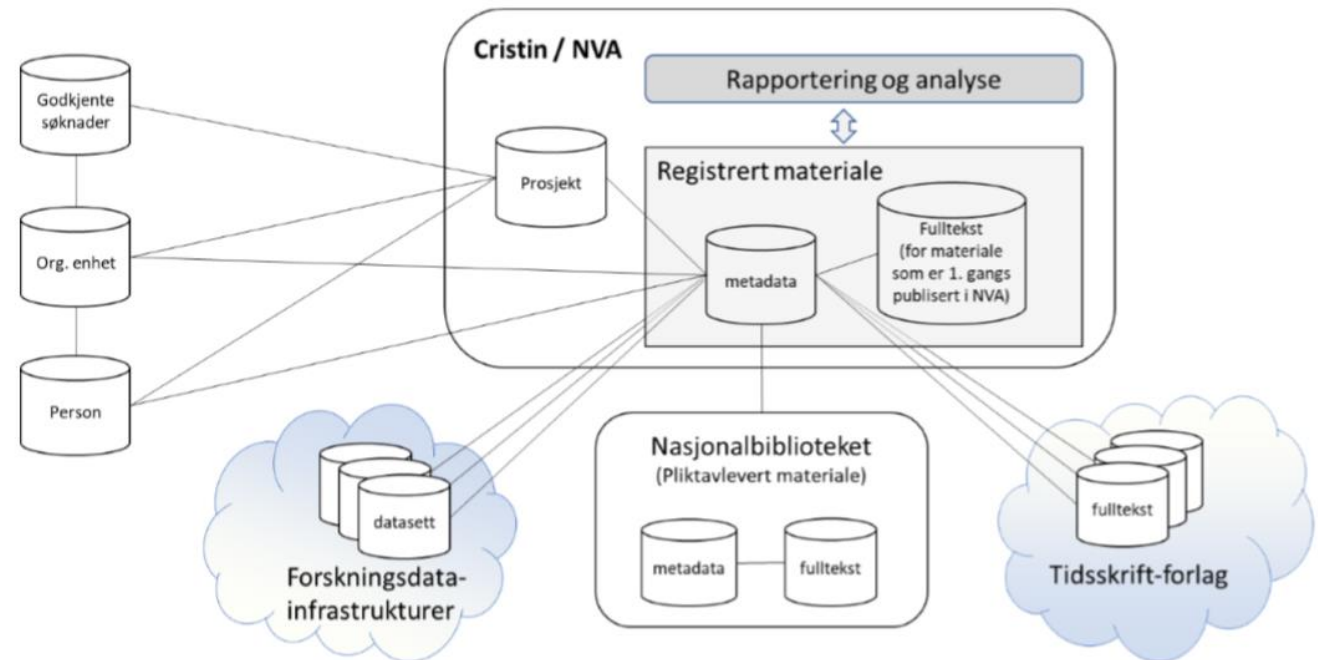 Cristin / NVA
Rapportering og analyse
Godkjente
søknader
Prosjekt
Registrert materiale
Fulltekst
(for materiale
som er 1. gangs
publisert i NVA)
metadata
Org. enhet
Person
datasett
Forskningsdata-
infrastrukturer
Nasjonalbiblioteket
(Pliktavlevert materiale)
metadata
fulltekst
fulltekst
Tidsskrift-forlag